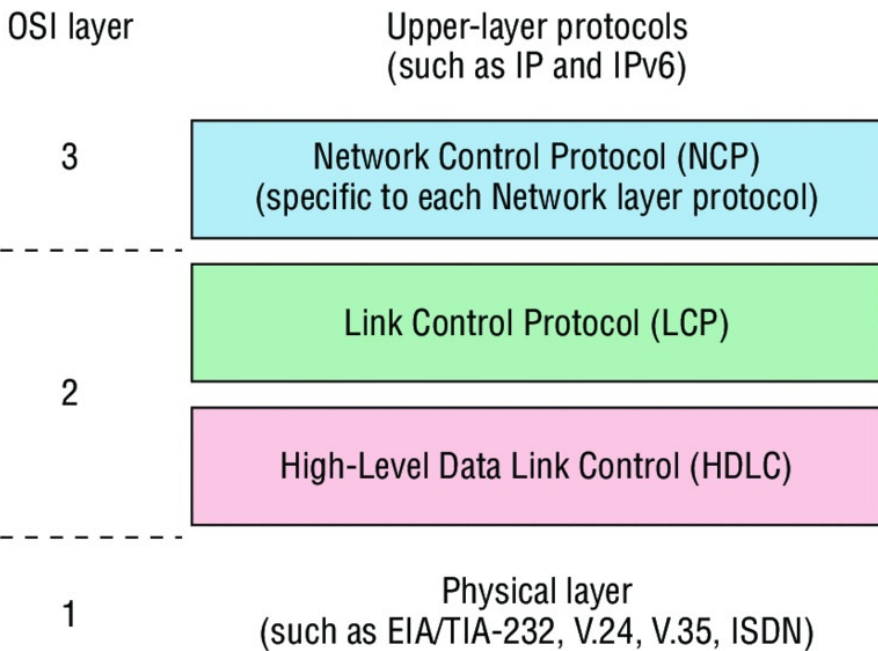 OSI layer
Upper-layer protocols
(such as IP and IPv6)
3
Network Control Protocol (NCP)
(specific to each Network layer protocol)
Link Control Protocol (LCP)
2
High-Level Data Link Control (HDLC)
Physical layer
1
(such as EIA/TIA-232, V.24, V.35, ISDN)